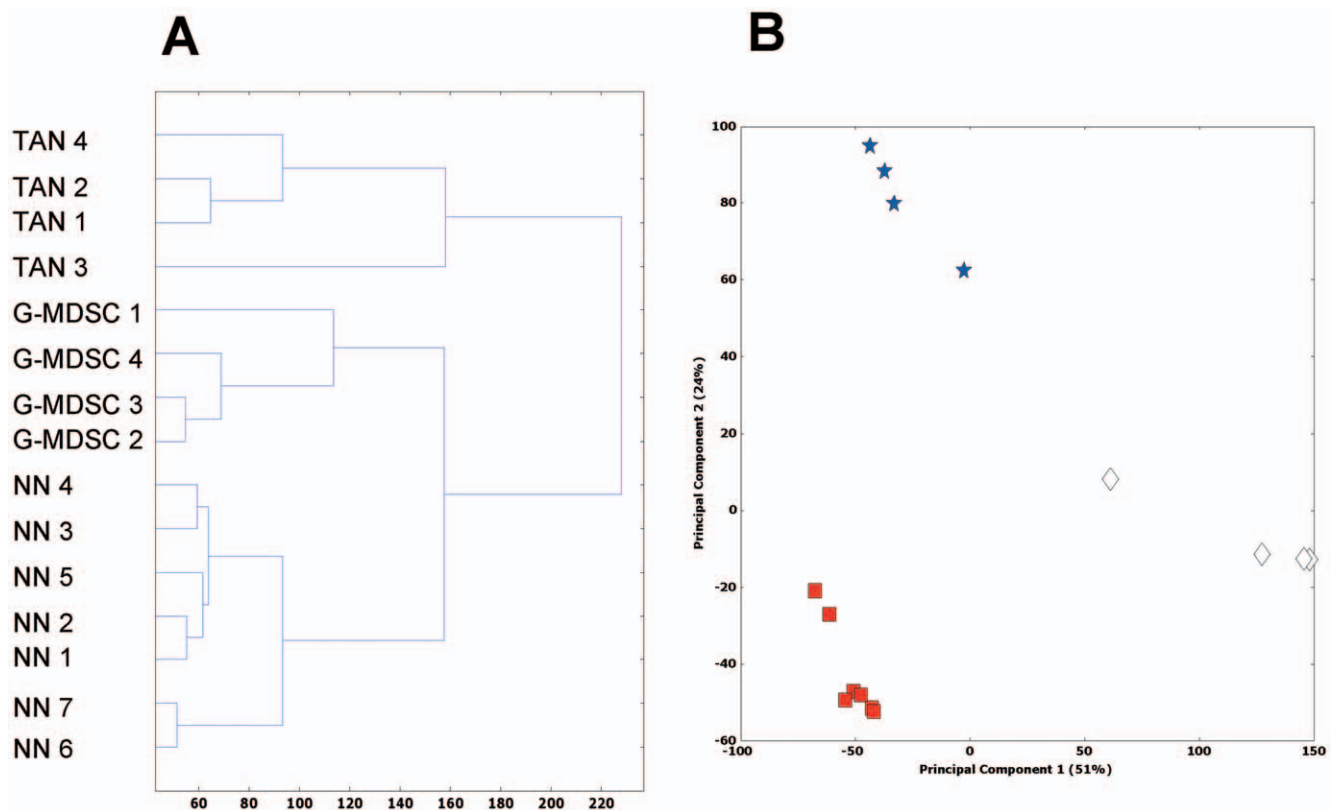 A
TAN 4
TAN 2
TAN 1
TAN 3
G-MDSC 1
G-MDSC 4
G-MDSC 3
G-MDSC 2
NN 4
NN 3
NN 5
NN 2
NN 1
NN 7
NN 6
60 80 100 120 140 160 180 200 220
B
100
80
60
40
20
0
-20
-40
-60
Principal Component 2 (24%)
-100 -50 0 50 100 150
Principal Component 1 (51%)